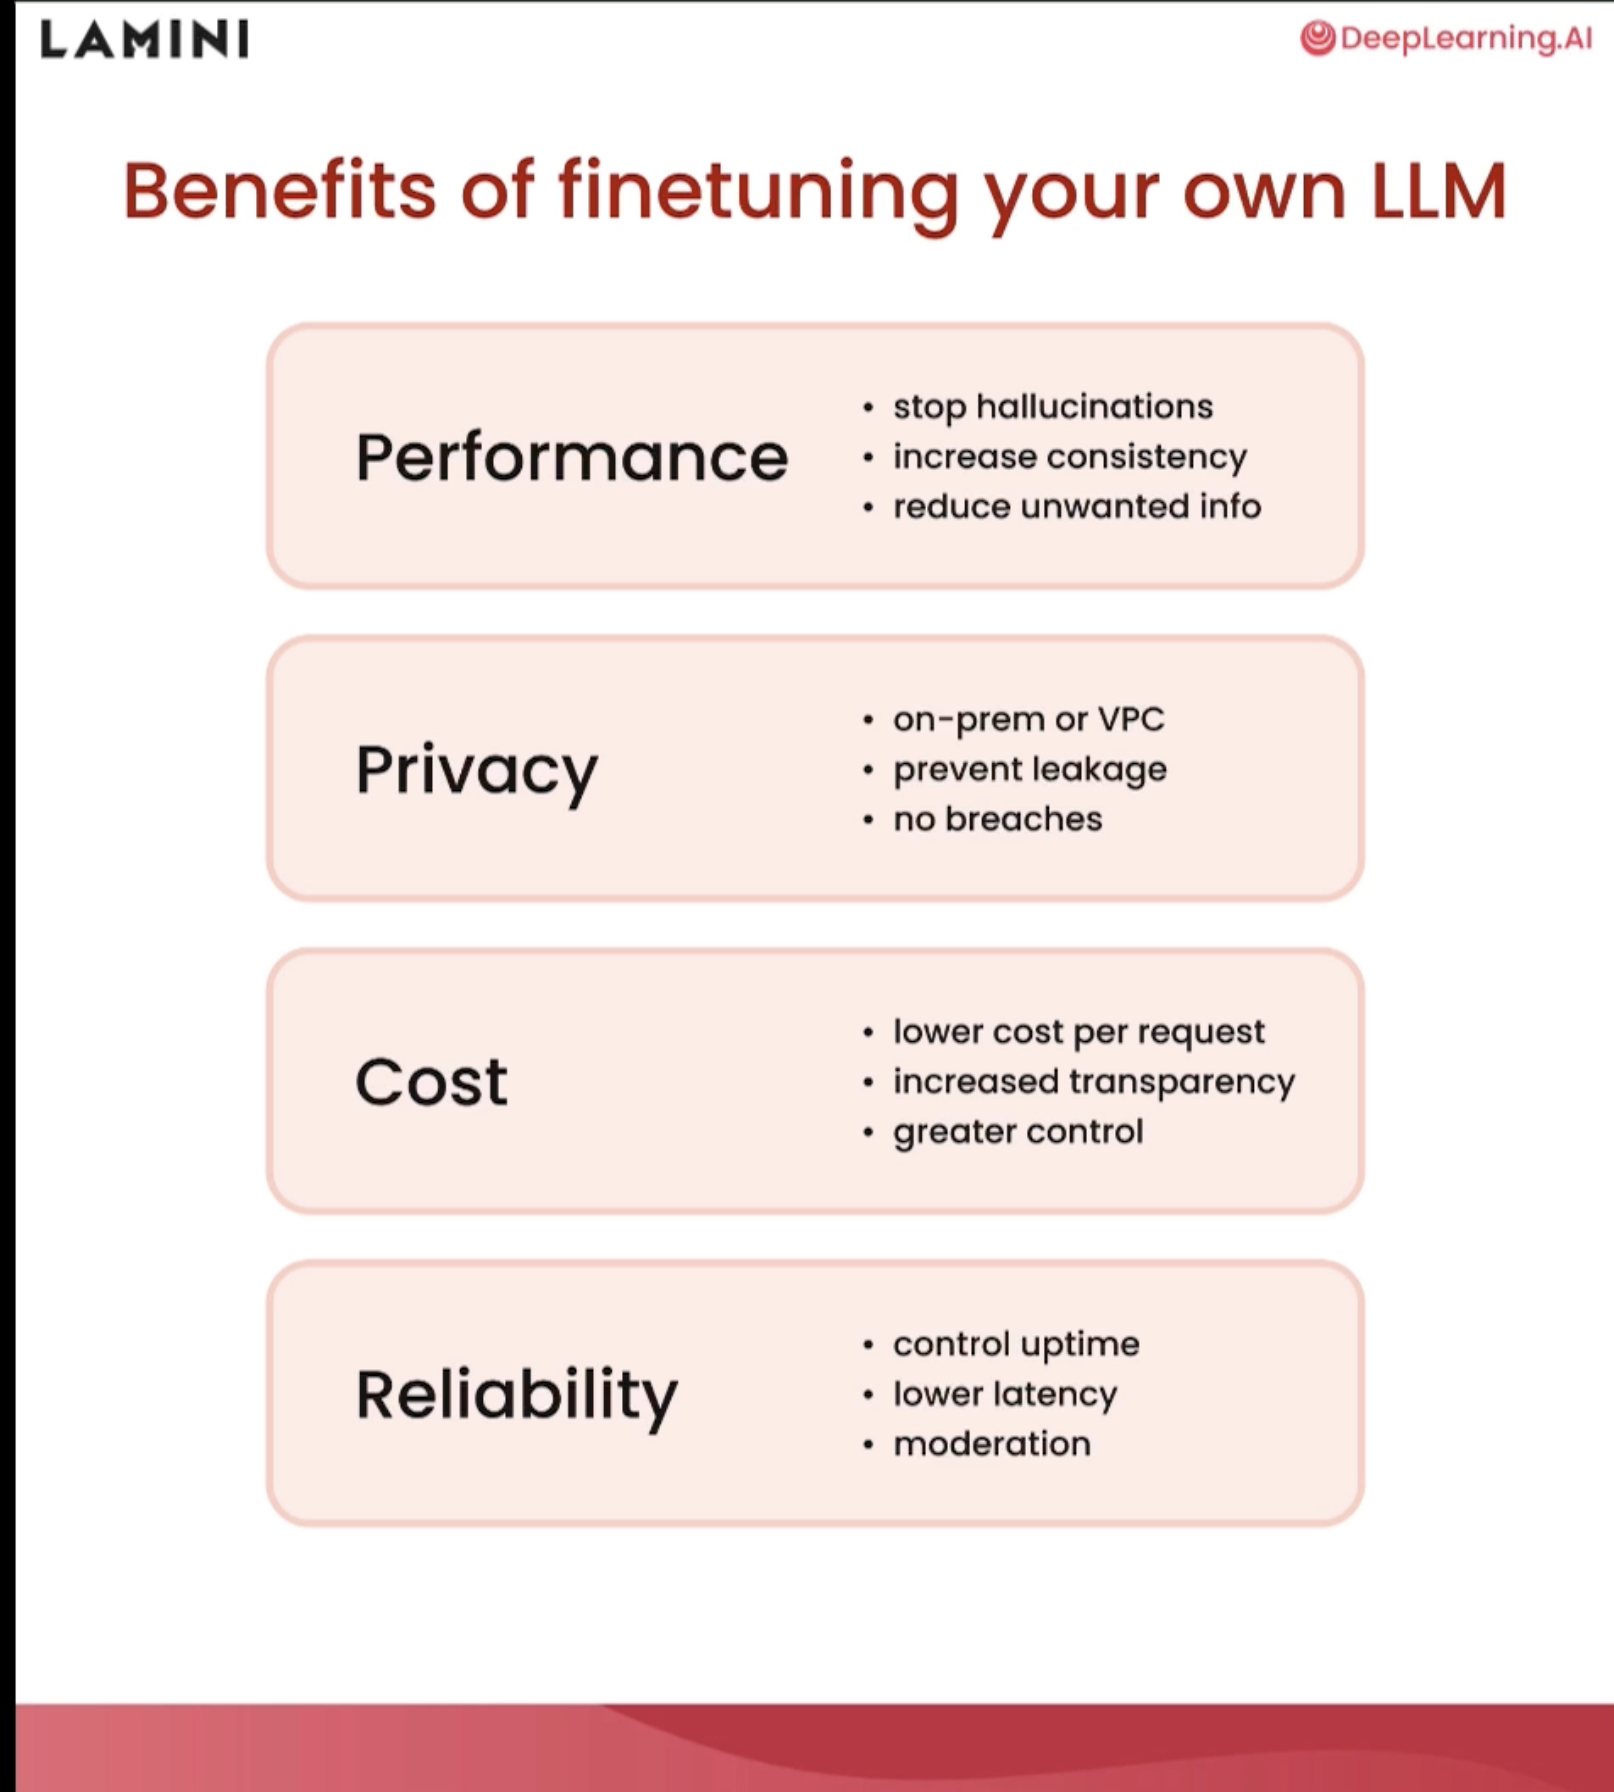 LAMINI
DeepLearning.AI
Benefits of finetuning your own LLM
Performance
• stop hallucinations
• increase consistency
• reduce unwanted info
Privacy
• on-prem or VPC
• prevent leakage
• no breaches
Cost
• lower cost per request
• increased transparency
• greater control
Reliability
• control uptime
• lower latency
• moderation